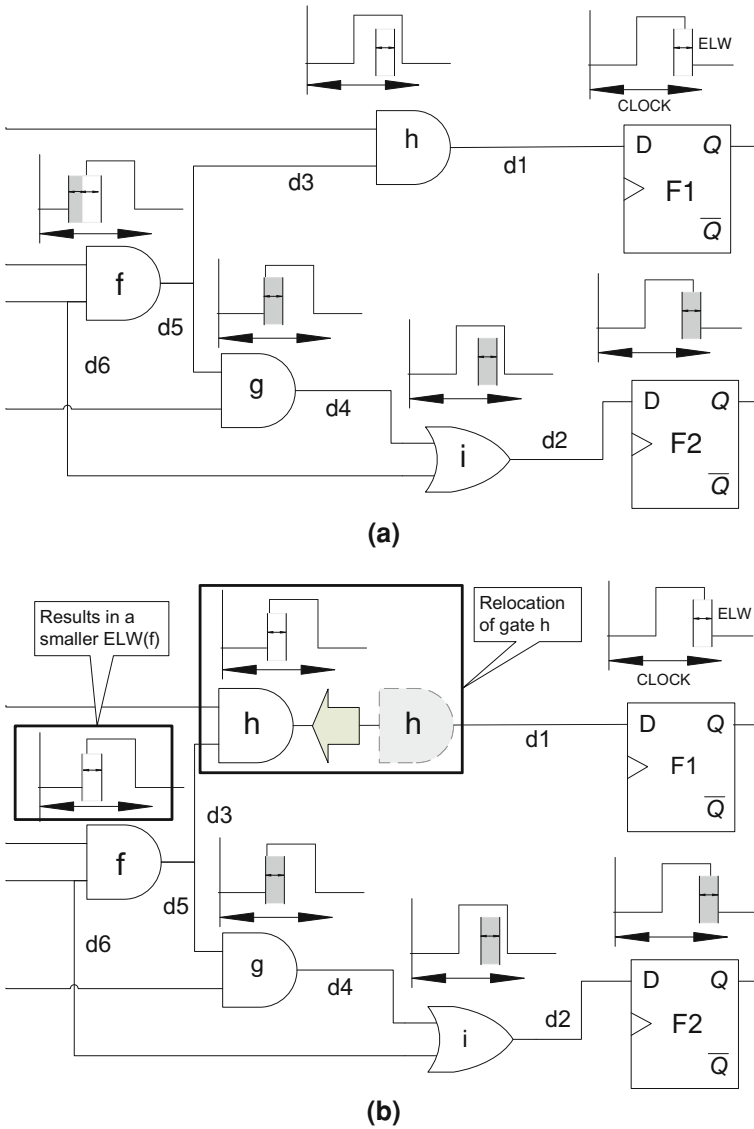 ELW
CLOCK
h
d3
d1
D Q
F1
Q
f
d5
d6
g
d4
i
d2
D Q
F2
Q
(a)
Results in a
smaller ELW(f)
Relocation
of gate h
ELW
CLOCK
h
h
d1
D Q
F1
Q
d3
f
d5
d6
g
d4
i
d2
D Q
F2
Q
(b)